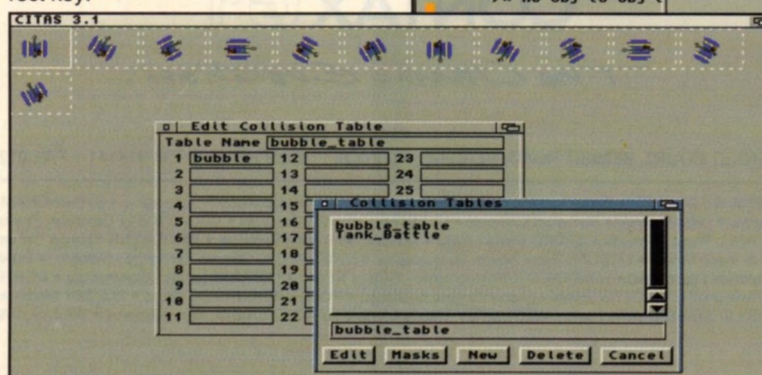 CITAS 3.1
Edit Collision Table
Table Name bubble_table
1 bubble 12 23
2 13 24
3 14 25
4 15
5 16
6 17
7 18
8 19
9 20
10 21
11 22
Collision Tables
bubble_table
Tank_Battle
bubble_table
Edit Masks New Delete Cancel